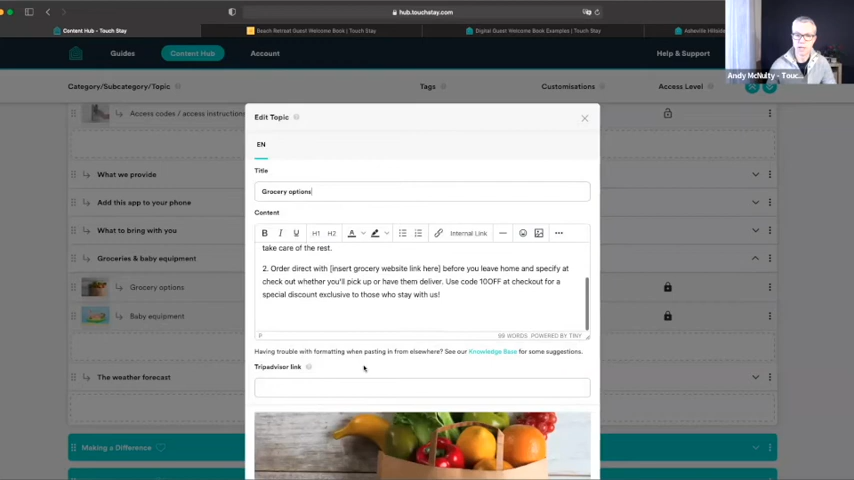 hub.touchstay.com
Content Hub - Touch Stay
Beach Retreat Guest Welcome Book | Touch Stay
Digital Guest Welcome Book Examples | Touch Stay
Asheville Hillside
Guides
Content Hub
Account
Help & Support
Andy McNulty - Touc...
Category/Subcategory/Topic
Tags
Customisations
Access Level
Access codes / access instructions
What we provide
Add this app to your phone
What to bring with you
Groceries & baby equipment
Grocery options
Baby equipment
The weather forecast
Making a Difference
Edit Topic
EN
Title
Grocery options
Content
B I U H1 H2 A Internal Link
take care of the rest.
2. Order direct with [insert grocery website link here] before you leave home and specify at
check out whether you'll pick up or have them deliver. Use code 10OFF at checkout for a
special discount exclusive to those who stay with us!
P
99 WORDS POWERED BY TINY
Having trouble with formatting when pasting in from elsewhere? See our Knowledge Base for some suggestions.
Tripadvisor link